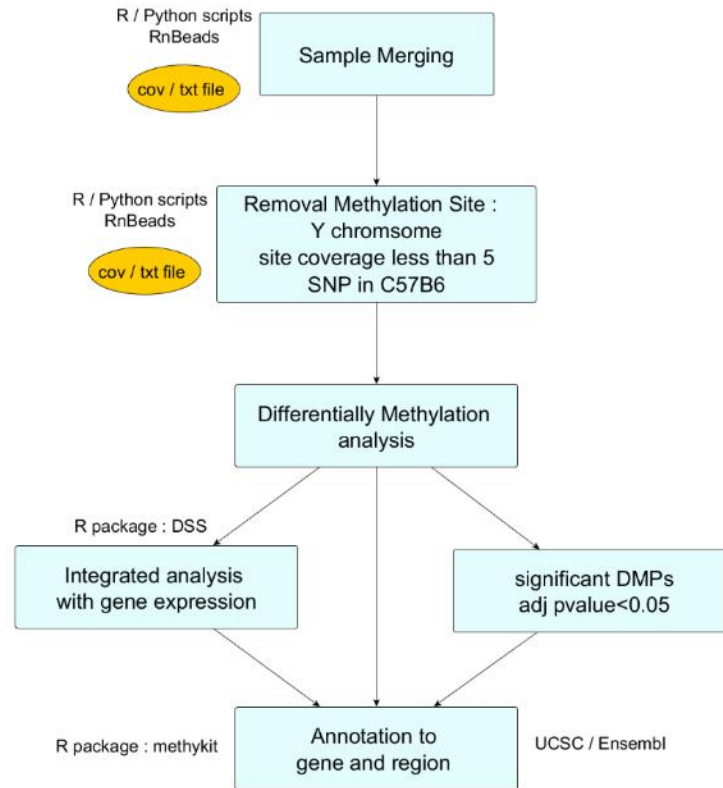 R / Python scripts
RnBeads
cov / txt file
Sample Merging
R / Python scripts
RnBeads
cov / txt file
Removal Methylation Site :
Y chromsome
site coverage less than 5
SNP in C57B6
Differentially Methylation
analysis
R package : DSS
Integrated analysis
with gene expression
significant DMPs
adj pvalue<0.05
R package : methykit
Annotation to
gene and region
UCSC / Ensembl